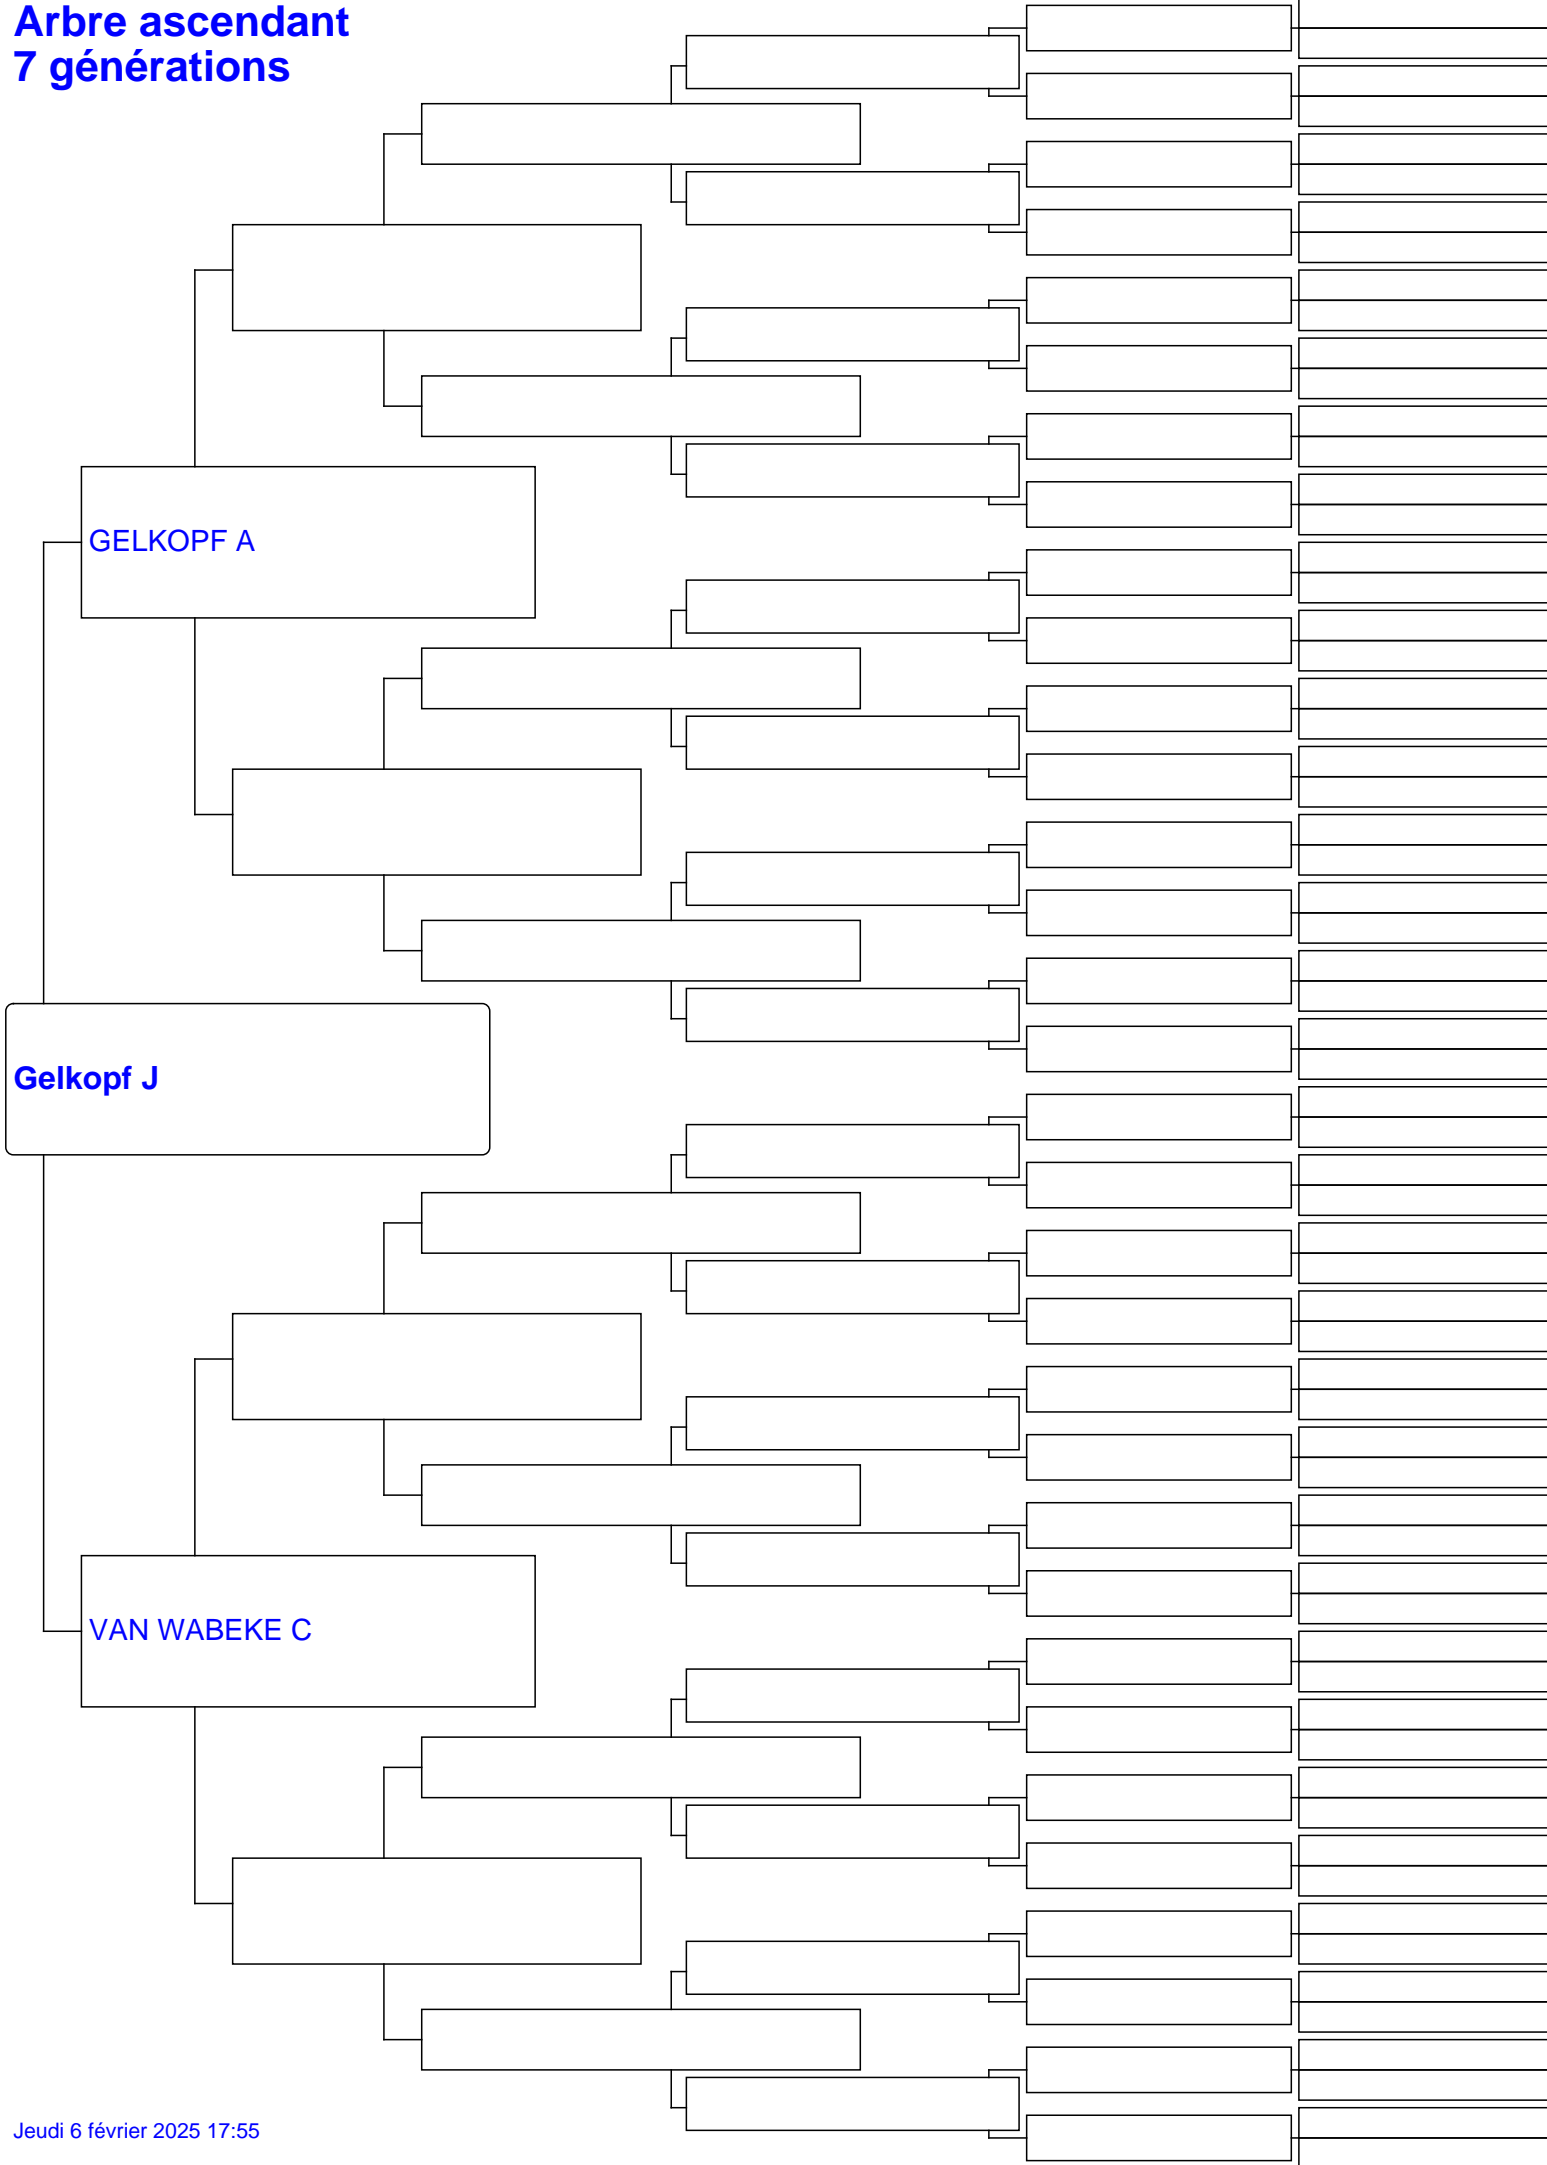 Arbre ascendant
7 générations
GELKOPF A
Gelkopf J
VAN WABEKE C
Jeudi 6 février 2025 17:55